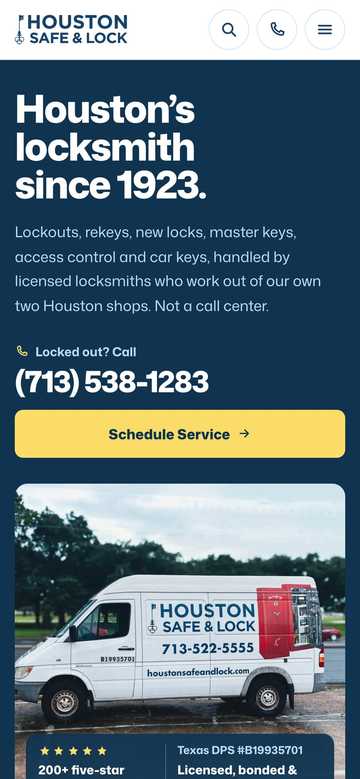 HOUSTON
SAFE & LOCK
Houston's
locksmith
since 1923.
Lockouts, rekeys, new locks, master keys,
access control and car keys, handled by
licensed locksmiths who work out of our own
two Houston shops. Not a call center.
Locked out? Call
(713) 538-1283
Schedule Service →
HOUSTON
SAFE & LOCK
713-522-5555
B19935701
houstonsafeandlock.com
★★★★★
200+ five-star
Texas DPS #B19935701
Licensed, bonded &